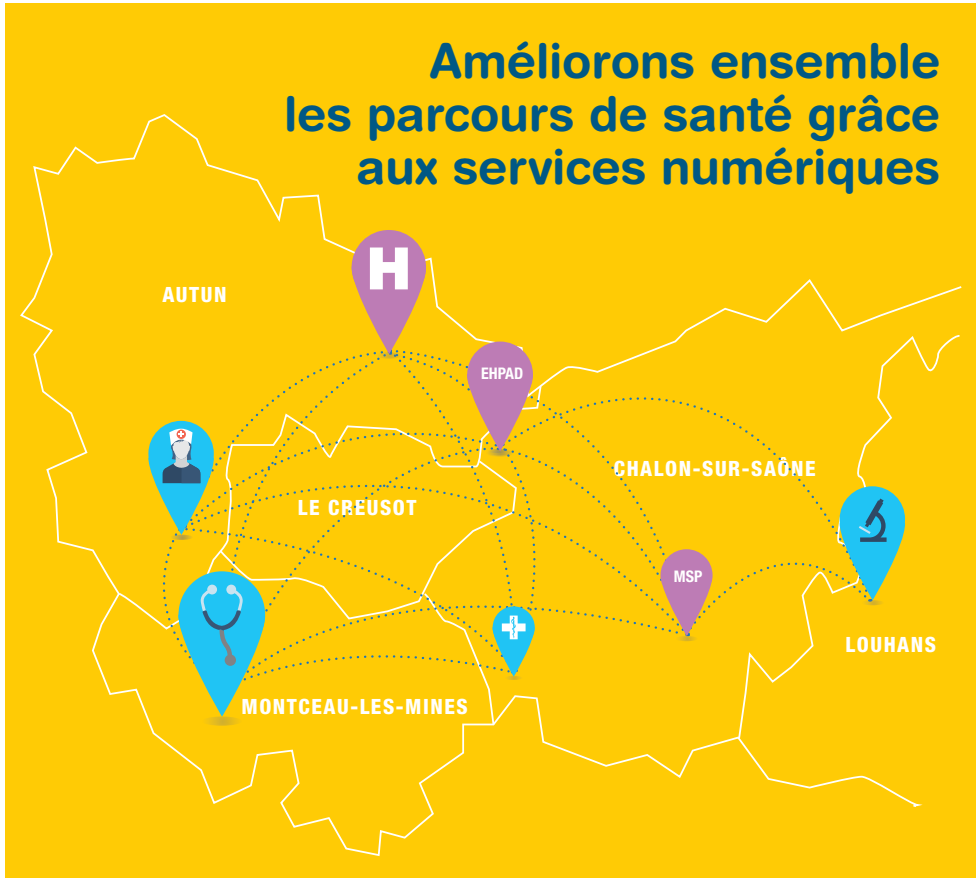 Améliorons ensemble
les parcours de santé grâce
aux services numériques
AUTUN
H
EHPAD
CHALON-SUR-SAÔNE
LE CREUSOT
MSP
LOUHANS
MONTCEAU-LES-MINES